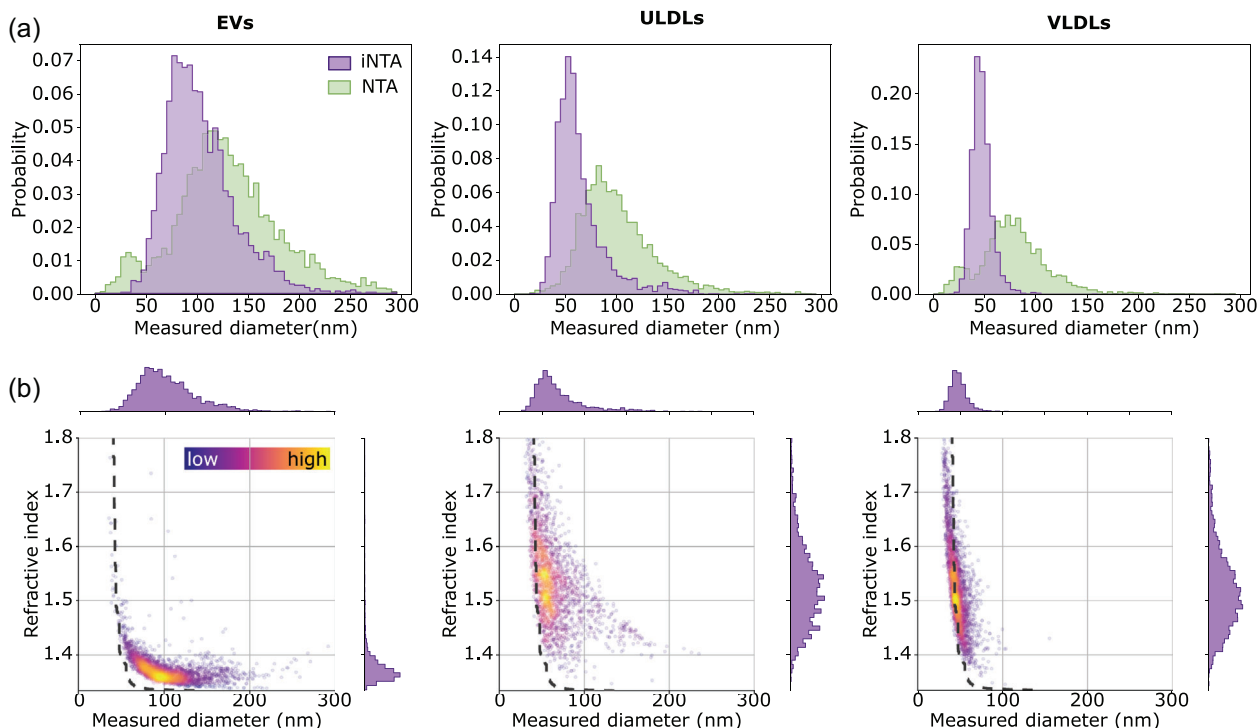 (a)
EVs
ULDLs
VLDLs
iNTA
NTA
Probability
0.07
0.06
0.05
0.04
0.03
0.02
0.01
0.00
0 50 100 150 200 250 300
Measured diameter(nm)
Probability
0.14
0.12
0.10
0.08
0.06
0.04
0.02
0.00
0 50 100 150 200 250 300
Measured diameter (nm)
Probability
0.20
0.15
0.10
0.05
0.00
0 50 100 150 200 250 300
Measured diameter (nm)
(b)
low high
Refractive index
1.8
1.7
1.6
1.5
1.4
0 100 200 300
Measured diameter (nm)
Refractive index
1.8
1.7
1.6
1.5
1.4
0 100 200 300
Measured diameter (nm)
Refractive index
1.8
1.7
1.6
1.5
1.4
0 100 200 300
Measured diameter (nm)